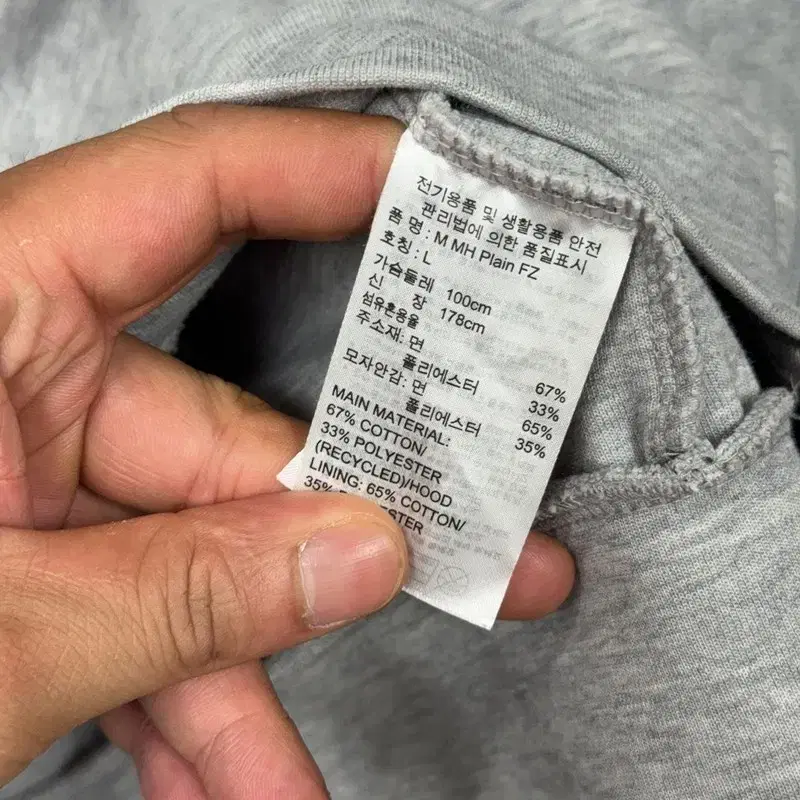 전기용품 및 생활용품 안전
관리법에 의한 품질표시
품 명 : M MH Plain FZ
호칭 : L
가슴둘레 100cm
신 장 178cm
섬유혼용율
주소재: 면 67%
폴리에스터 33%
모자안감: 면 65%
폴리에스터 35%
MAIN MATERIAL:
67% COTTON/
33% POLYESTER
(RECYCLED)/HOOD
LINING: 65% COTTON/
35%